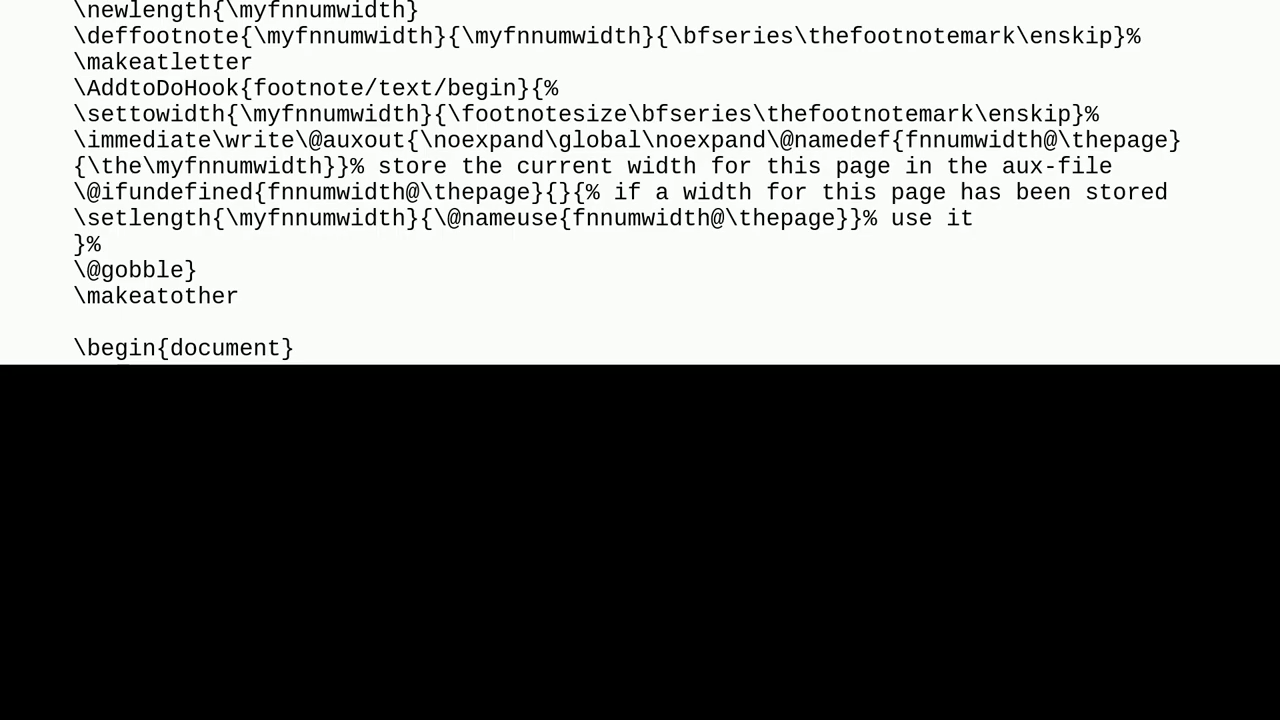 \newlength{\myfnnumwidth}
\deffootnote{\myfnnumwidth}{\myfnnumwidth}{\bfseries\thefootnotemark\enskip}%
\makeatletter
\AddtoDoHook{footnote/text/begin}{%
\settowidth{\myfnnumwidth}{\footnotesize\bfseries\thefootnotemark\enskip}%
\immediate\write\@auxout{\noexpand\global\noexpand\@namedef{fnnumwidth@\thepage}
{\the\myfnnumwidth}}% store the current width for this page in the aux-file
\@ifundefined{fnnumwidth@\thepage}{}{% if a width for this page has been stored
\setlength{\myfnnumwidth}{\@nameuse{fnnumwidth@\thepage}}% use it
}%
\@gobble}
\makeatother
\begin{document}